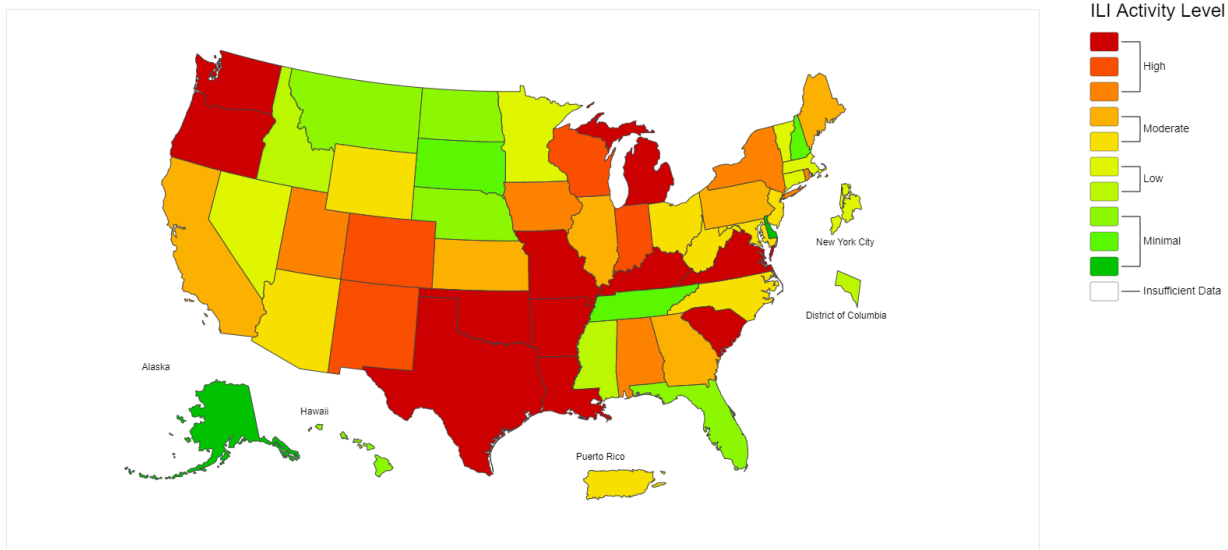 ILI Activity Level
High
Moderate
Low
Minimal
Insufficient Data
New York City
District of Columbia
Alaska
Hawaii
Puerto Rico